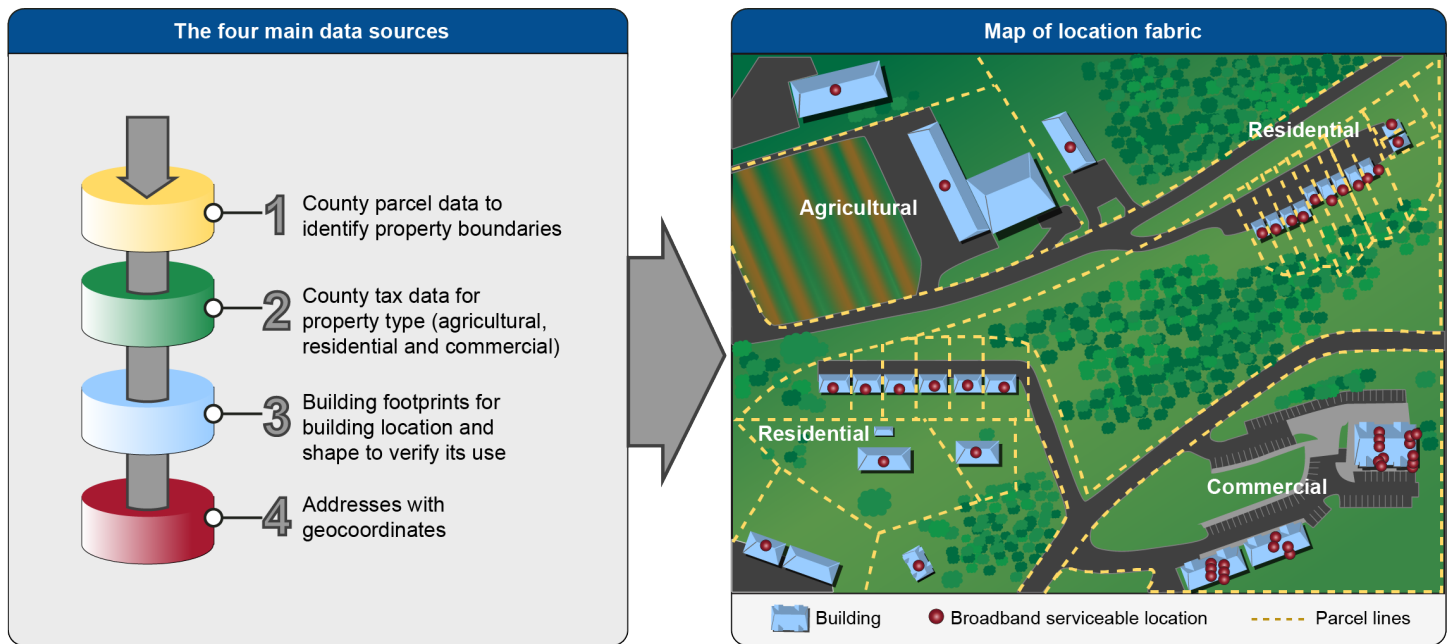 The four main data sources
1
County parcel data to
identify property boundaries
2
County tax data for
property type (agricultural,
residential and commercial)
3
Building footprints for
building location and
shape to verify its use
4
Addresses with
geocoordinates
Map of location fabric
Residential
Agricultural
Residential
Commercial
Building
Broadband serviceable location
Parcel lines